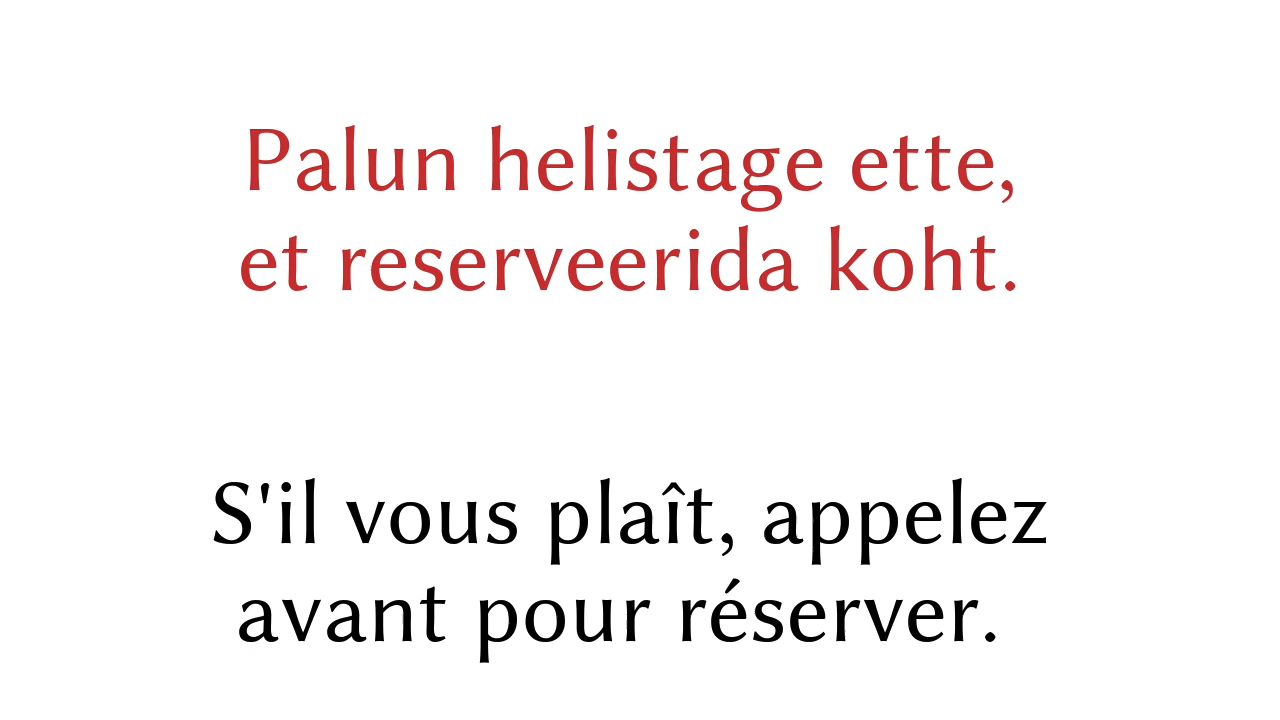 Palun helistage ette,
et reserveerida koht.
S'il vous plaît, appelez
avant pour réserver.